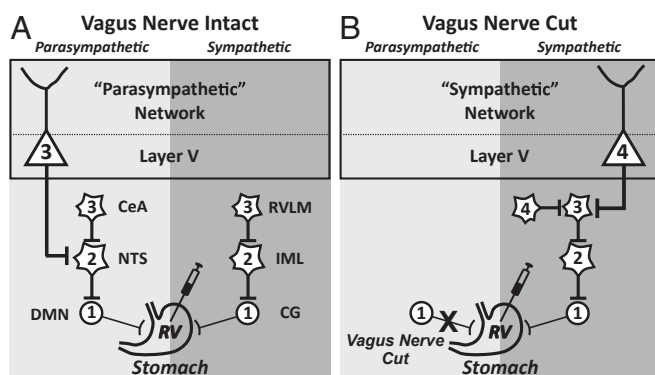 A Vagus Nerve Intact
Parasympathetic Sympathetic
“Parasympathetic”
Network
Layer V
3
3 CeA 3 RVLM
2 NTS 2 IML
DMN 1 RV 1 CG
Stomach
B Vagus Nerve Cut
Parasympathetic Sympathetic
“Sympathetic”
Network
Layer V
4
4 3
2
1 X RV 1
Vagus Nerve
Cut
Stomach